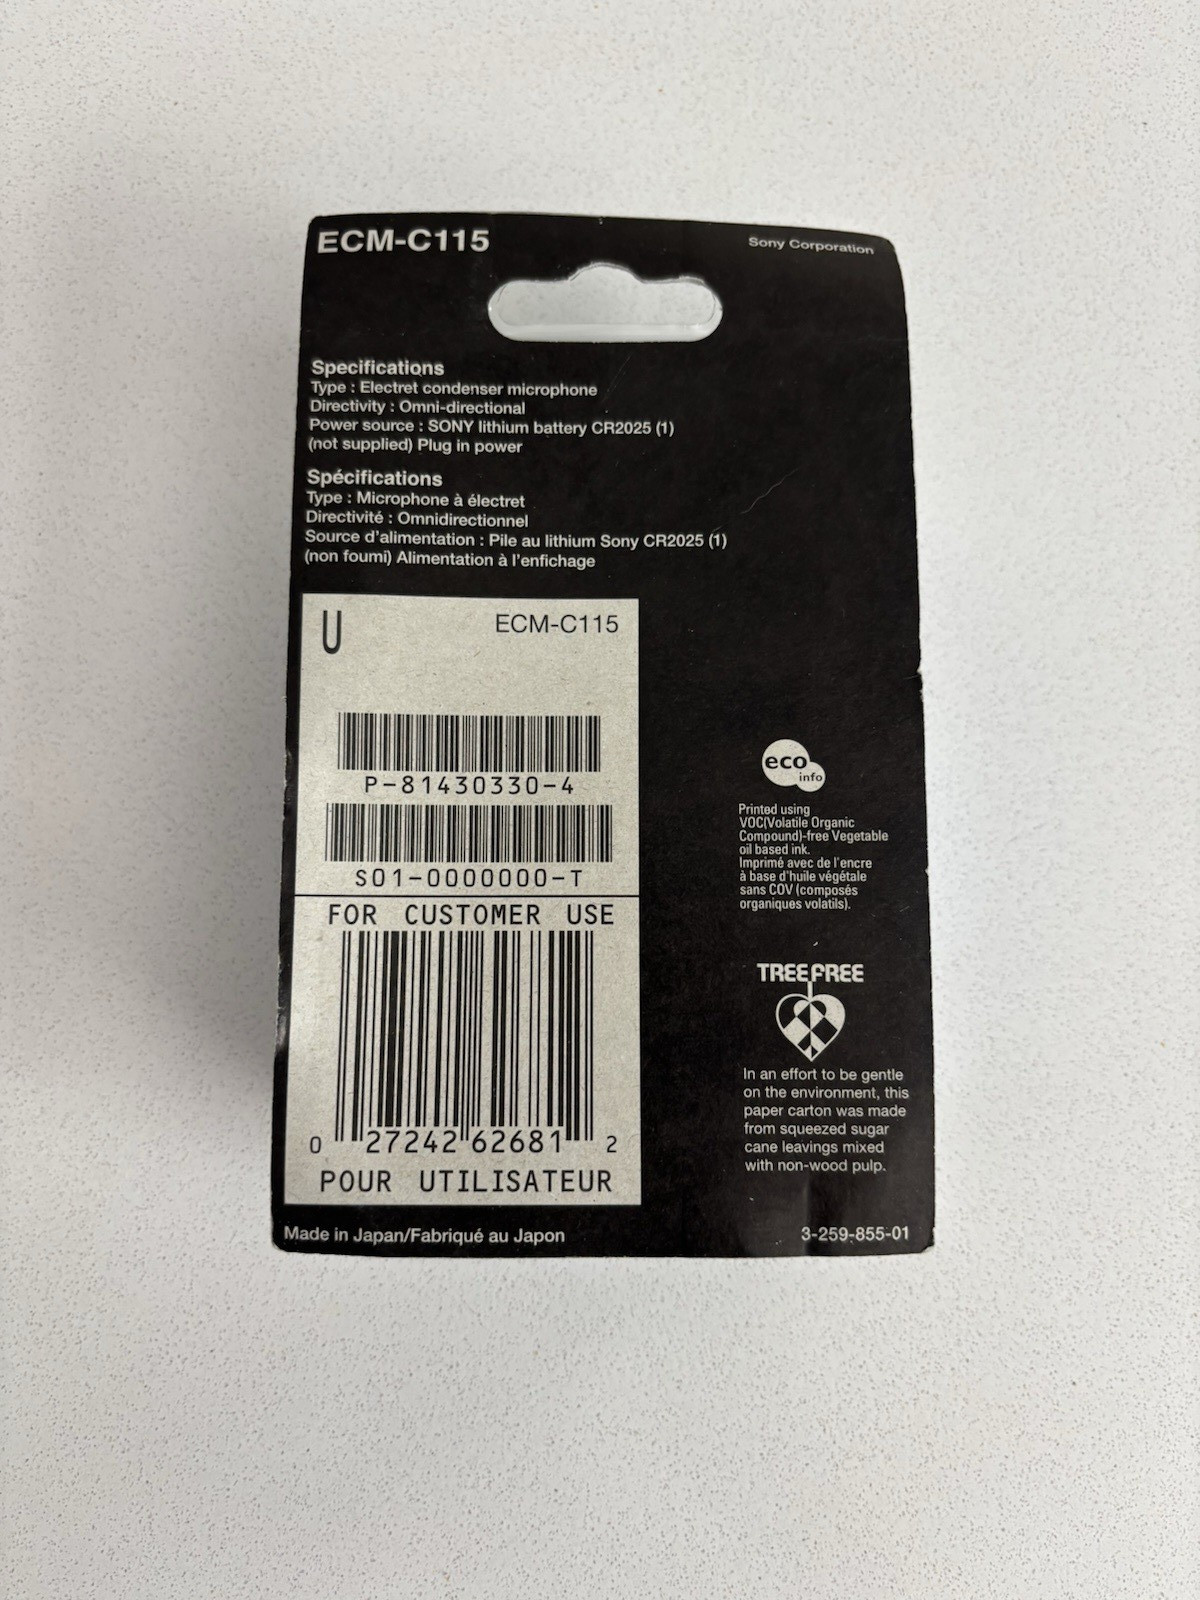 ECM-C115
Sony Corporation
Specifications
Type : Electret condenser microphone
Directivity : Omni-directional
Power source : SONY lithium battery CR2025 (1)
(not supplied) Plug in power
Spécifications
Type : Microphone à électret
Directivité : Omnidirectionnel
Source d'alimentation : Pile au lithium Sony CR2025 (1)
(non foumi) Alimentation à l'enfichage
U
ECM-C115
P-81430330-4
S01-0000000-T
FOR CUSTOMER USE
0 27242 62681 2
POUR UTILISATEUR
eco
info
Printed using
VOC(Volatile Organic
Compound)-free Vegetable
oil based ink.
Imprimé avec de l'encre
à base d'huile végétale
sans COV (composés
organiques volatils).
TREE FREE
In an effort to be gentle
on the environment, this
paper carton was made
from squeezed sugar
cane leavings mixed
with non-wood pulp.
Made in Japan/Fabriqué au Japon
3-259-855-01